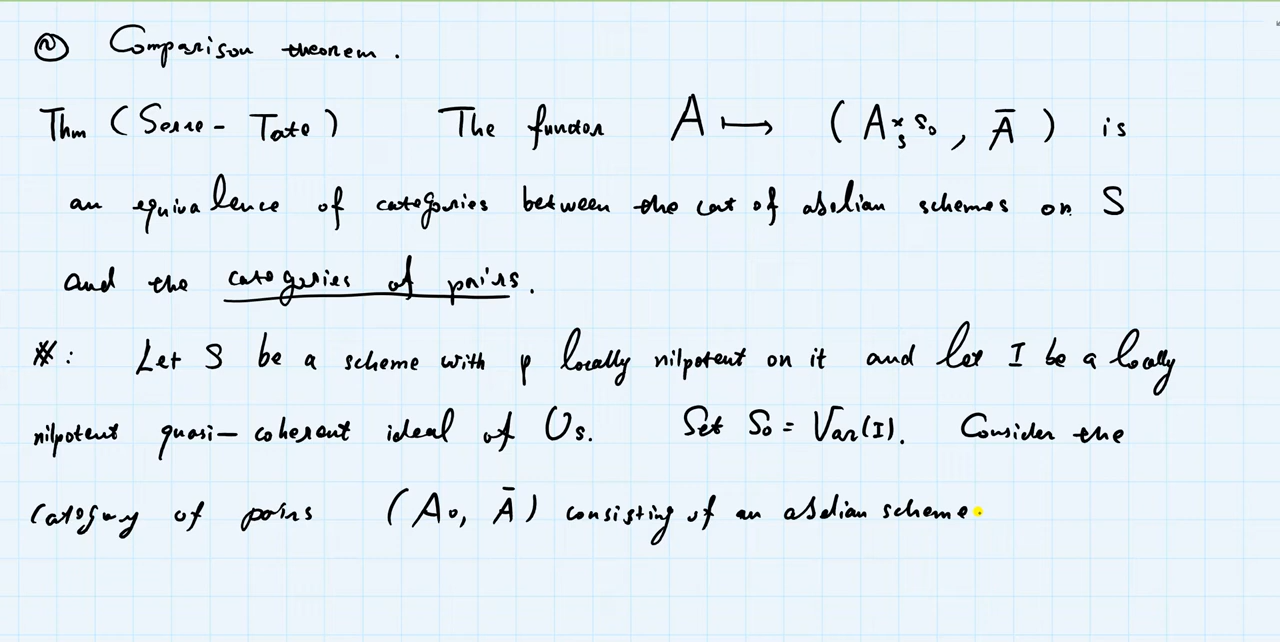 ② Comparison theorem.
Thm (Serre-Tate) The functor A ⟼ (A ×_S S₀, Ā) is
an equivalence of categories between the cat of abelian schemes on S
and the categories of pairs.
※: Let S be a scheme with p locally nilpotent on it and let I be a locally
nilpotent quasi-coherent ideal of O_S. Set S₀ = Var(I). Consider the
category of pairs (A₀, Ā) consisting of an abelian scheme